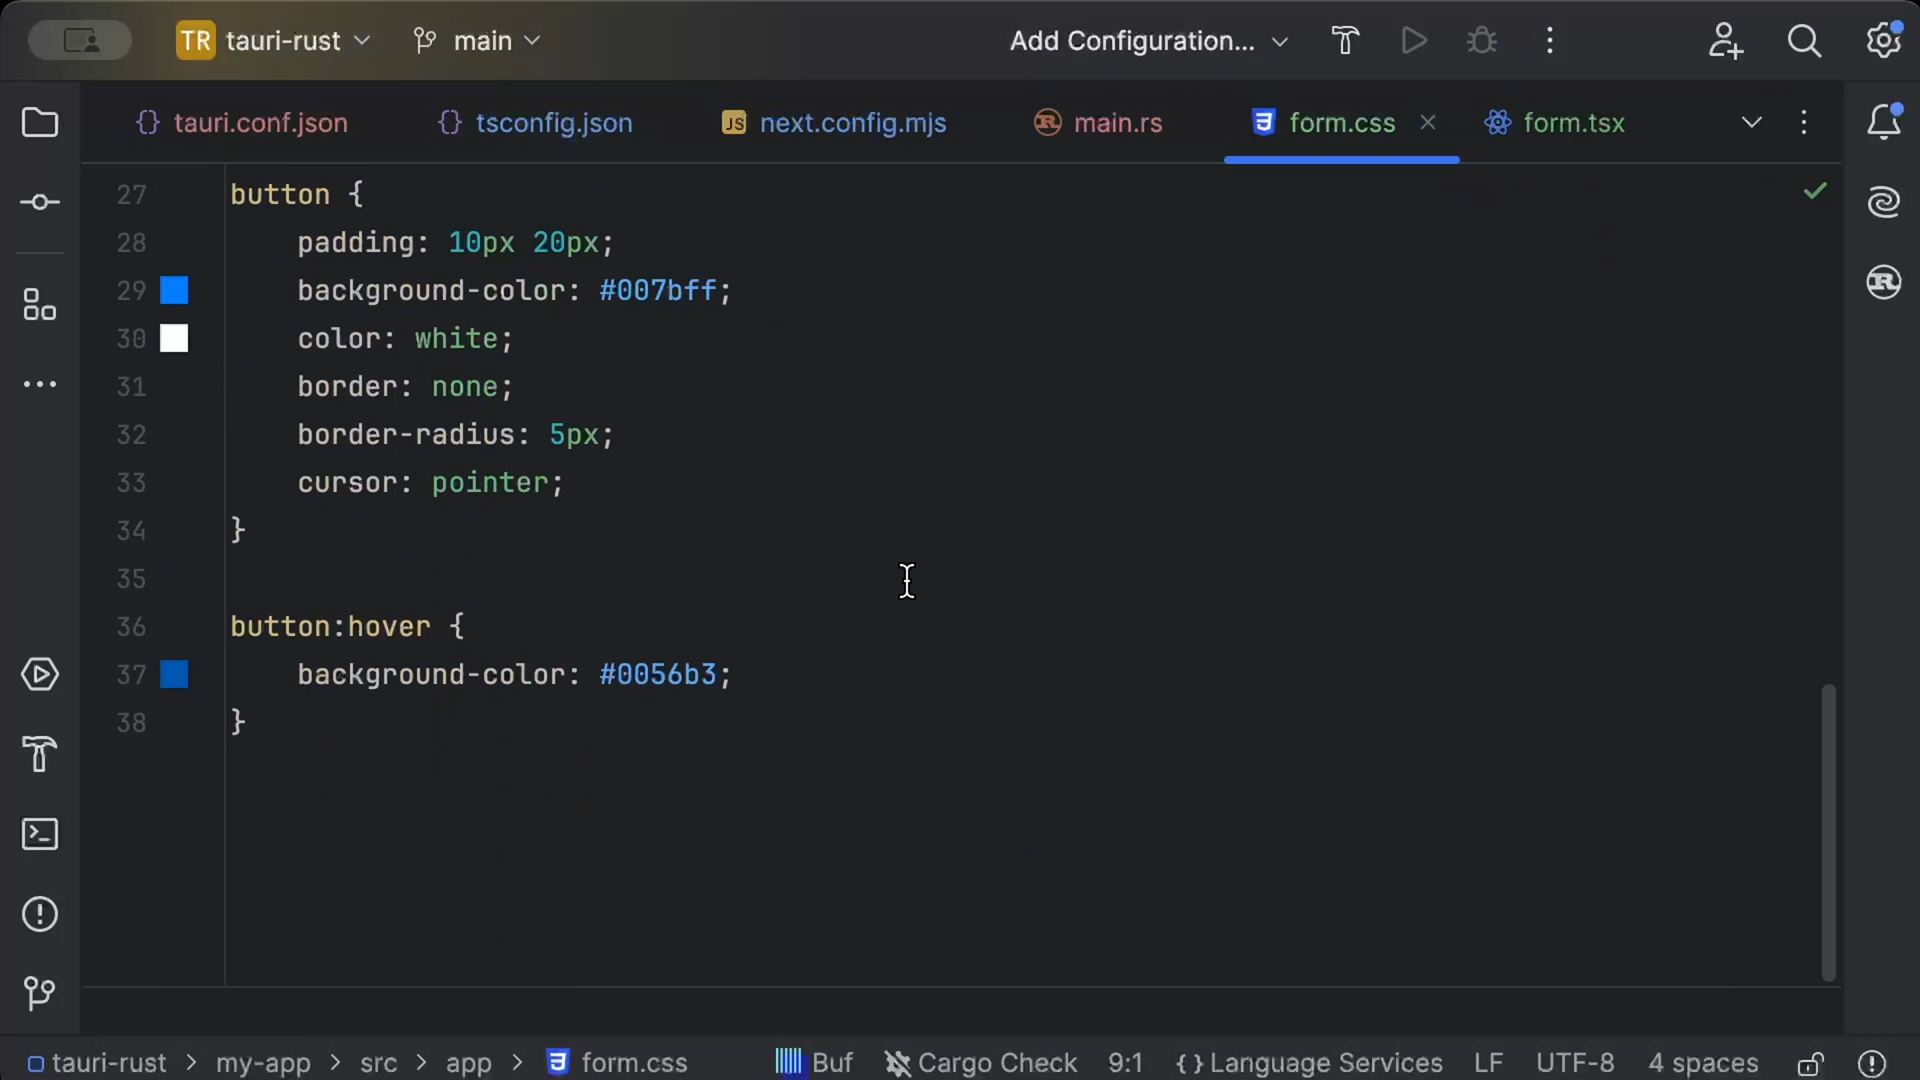 TR tauri-rust main Add Configuration...
tauri.conf.json tsconfig.json JS next.config.mjs main.rs form.css form.tsx
27 button {
28 padding: 10px 20px;
29 background-color: #007bff;
30 color: white;
31 border: none;
32 border-radius: 5px;
33 cursor: pointer;
34 }
35
36 button:hover {
37 background-color: #0056b3;
38 }
tauri-rust > my-app > src > app > form.css Buf Cargo Check 9:1 {} Language Services LF UTF-8 4 spaces